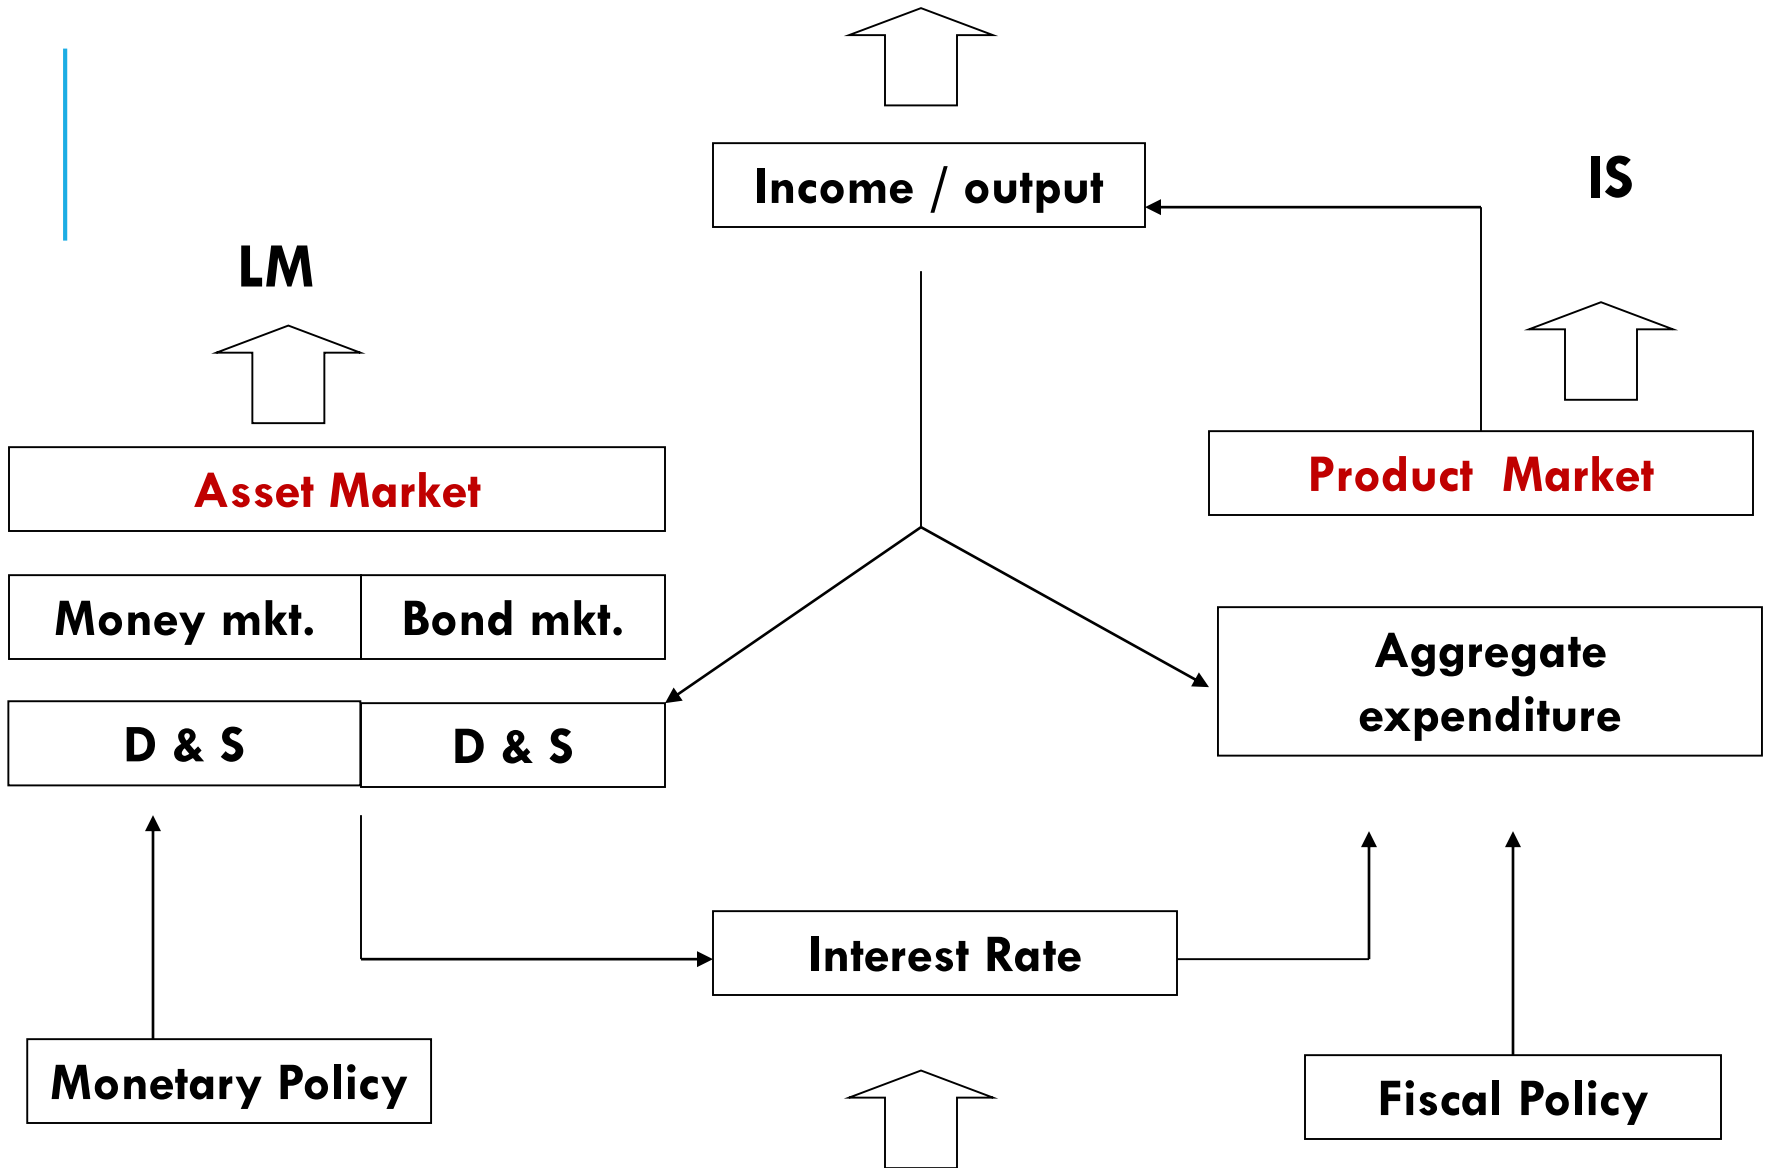 Income / output
IS
LM
Asset Market
Product Market
Money mkt.
Bond mkt.
Aggregate
expenditure
D & S
D & S
Interest Rate
Monetary Policy
Fiscal Policy